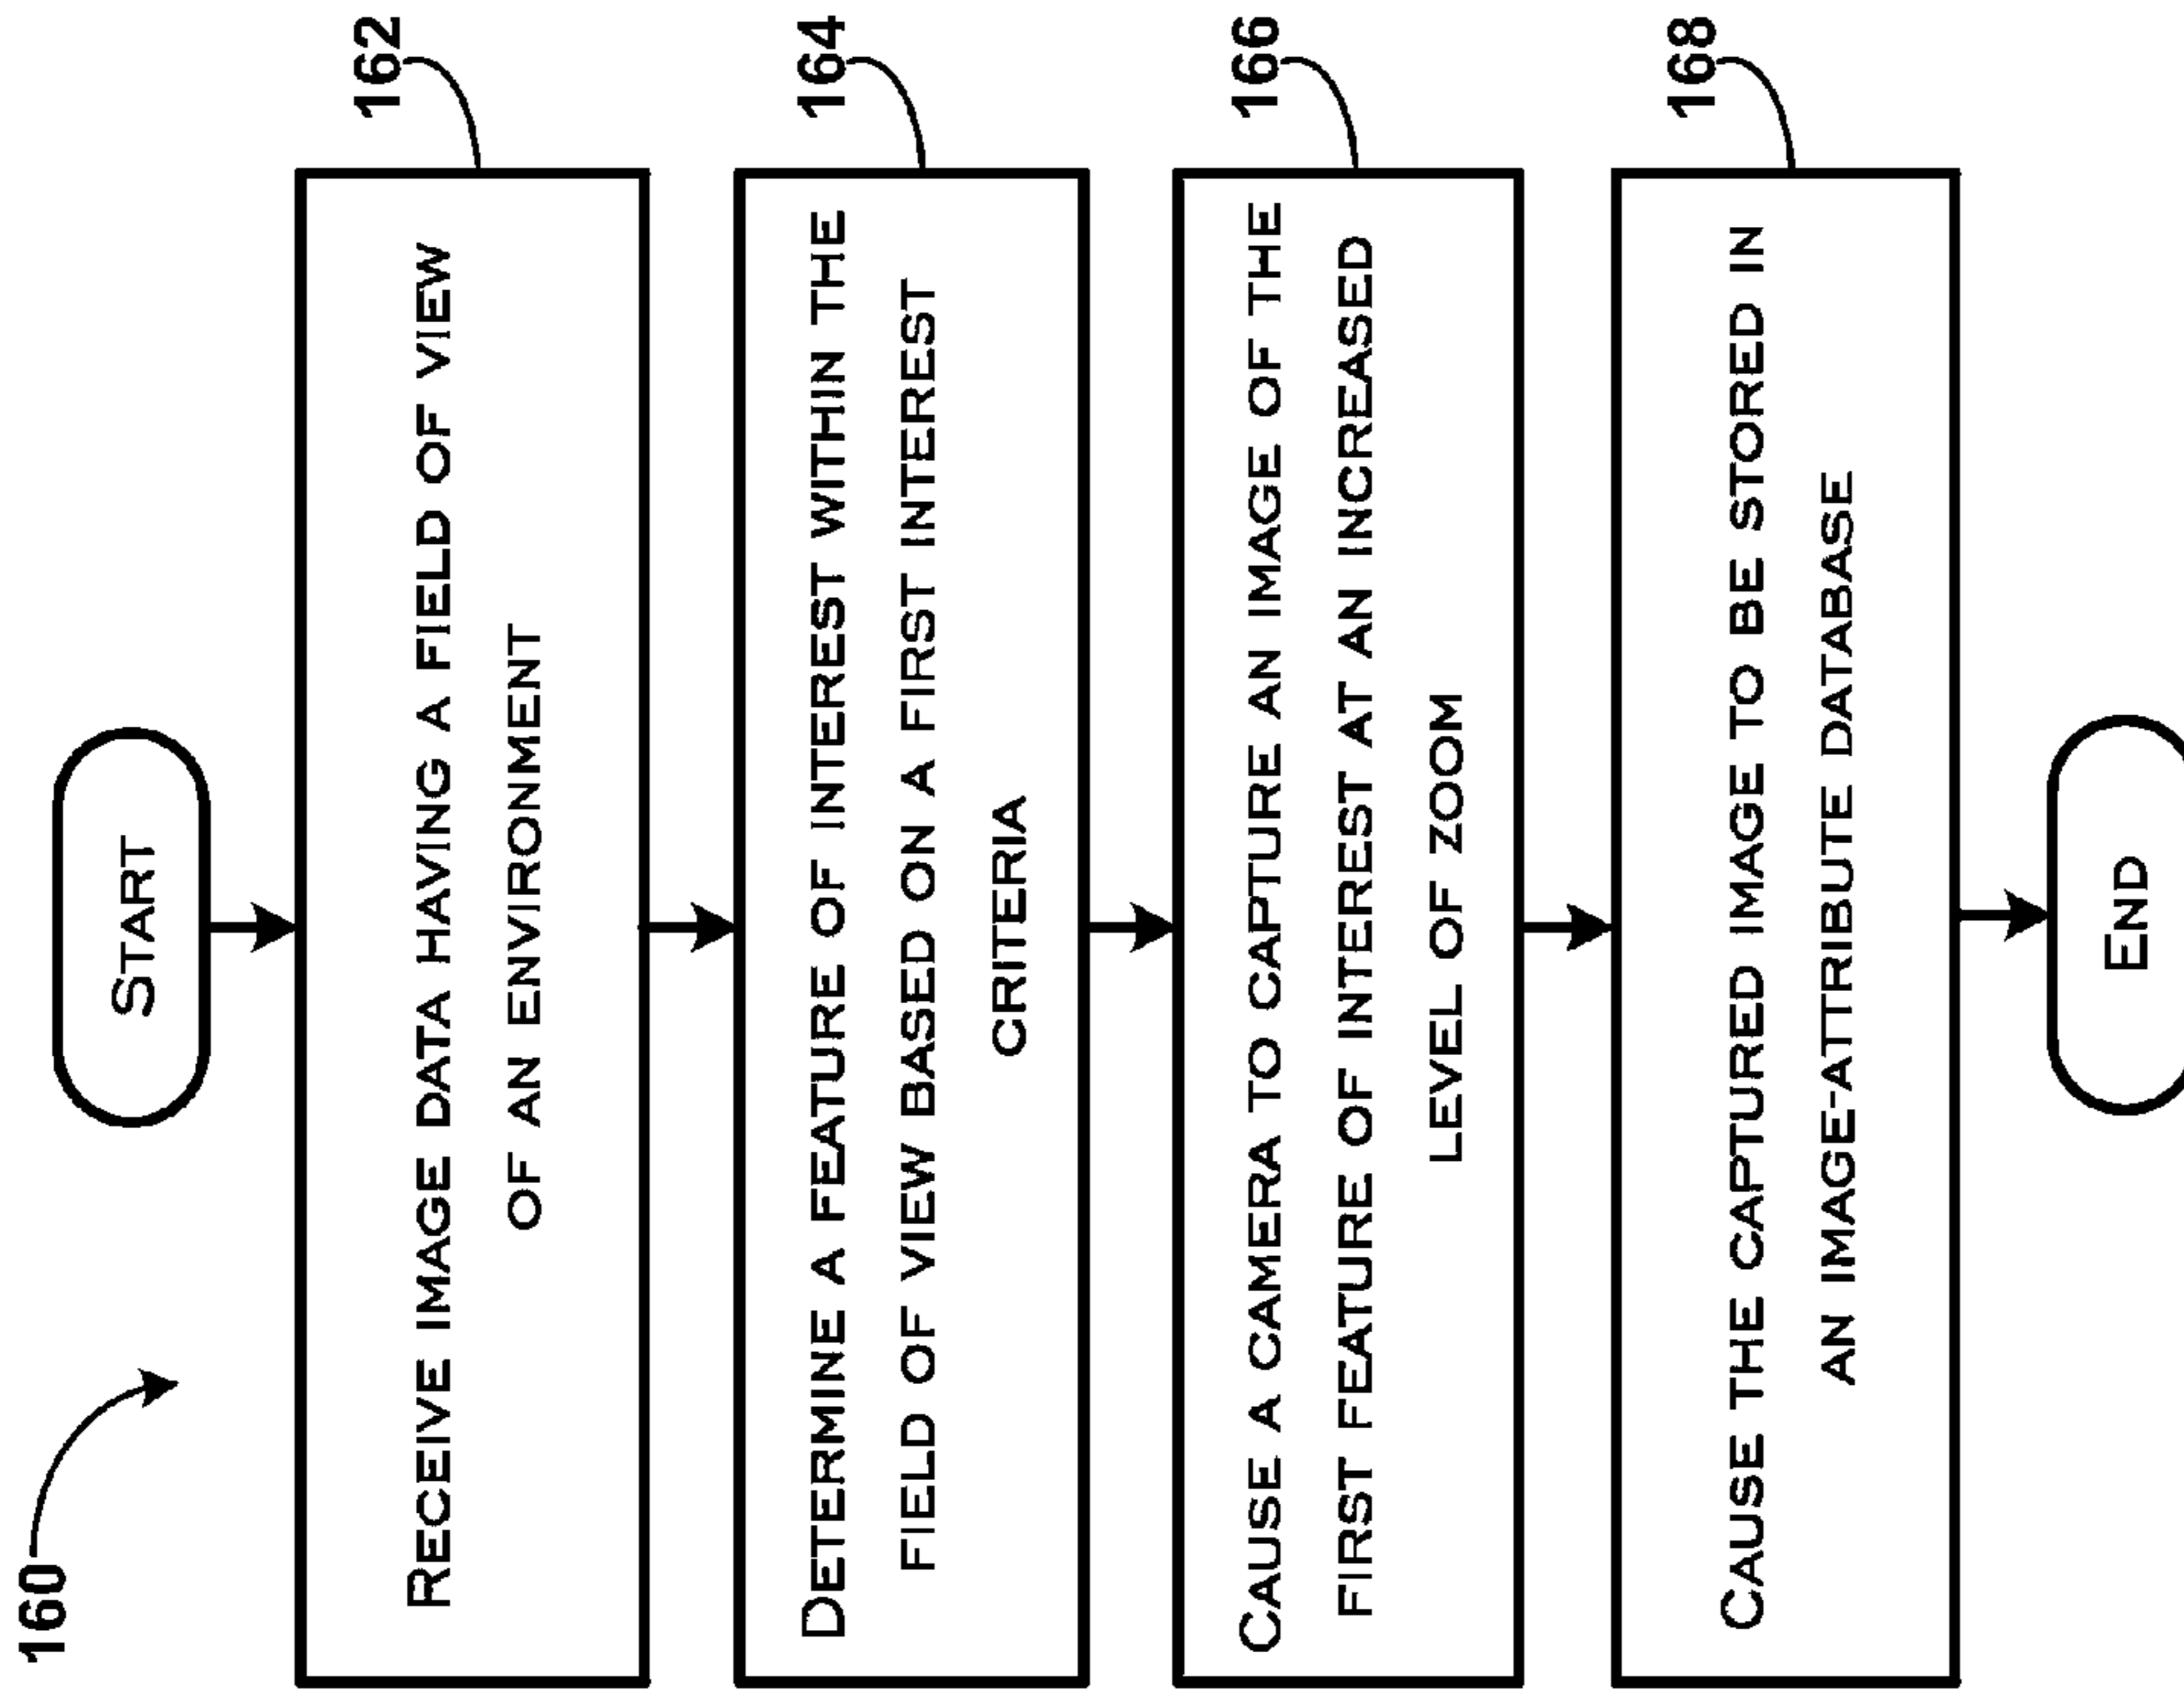 160
START
RECEIVE IMAGE DATA HAVING A FIELD OF VIEW
OF AN ENVIRONMENT
162
DETERMINE A FEATURE OF INTEREST WITHIN THE
FIELD OF VIEW BASED ON A FIRST INTEREST
CRITERIA
164
CAUSE A CAMERA TO CAPTURE AN IMAGE OF THE
FIRST FEATURE OF INTEREST AT AN INCREASED
LEVEL OF ZOOM
166
CAUSE THE CAPTURED IMAGE TO BE STORED IN
AN IMAGE-ATTRIBUTE DATABASE
168
END